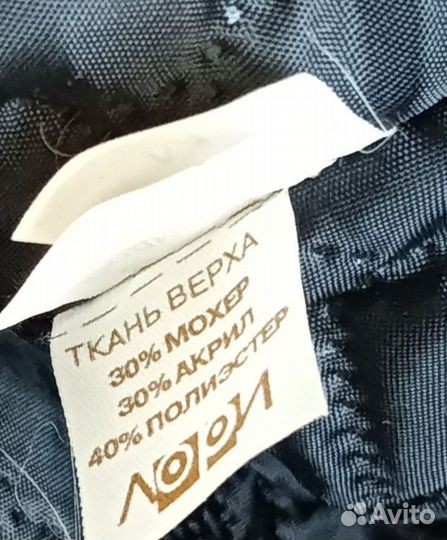 ТКАНЬ ВЕРХА
30% МОХЕР
30% АКРИЛ
40% ПОЛИЭСТЕР
Avito